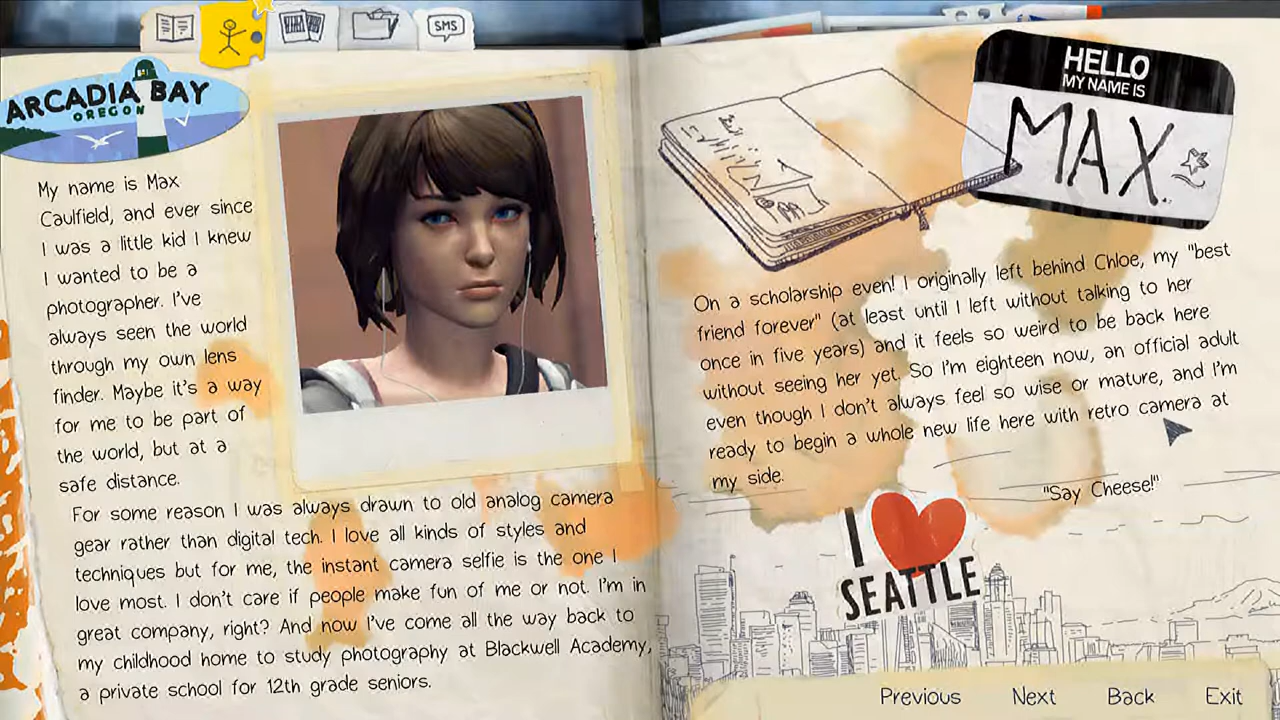 SMS
ARCADIA BAY
OREGON
My name is Max
Caulfield, and ever since
I was a little kid I knew
I wanted to be a
photographer. I've
always seen the world
through my own lens
finder. Maybe it's a way
for me to be part of
the world, but at a
safe distance.
For some reason I was always drawn to old analog camera
gear rather than digital tech. I love all kinds of styles and
techniques but for me, the instant camera selfie is the one I
love most. I don't care if people make fun of me or not. I'm in
great company, right? And now I've come all the way back to
my childhood home to study photography at Blackwell Academy,
a private school for 12th grade seniors.
HELLO
MY NAME IS
MAX
On a scholarship even! I originally left behind Chloe, my "best
friend forever" (at least until I left without talking to her
once in five years) and it feels so weird to be back here
without seeing her yet. So I'm eighteen now, an official adult
even though I don't always feel so wise or mature, and I'm
ready to begin a whole new life here with retro camera at
my side.
"Say Cheese!"
I
SEATTLE
Previous Next Back Exit